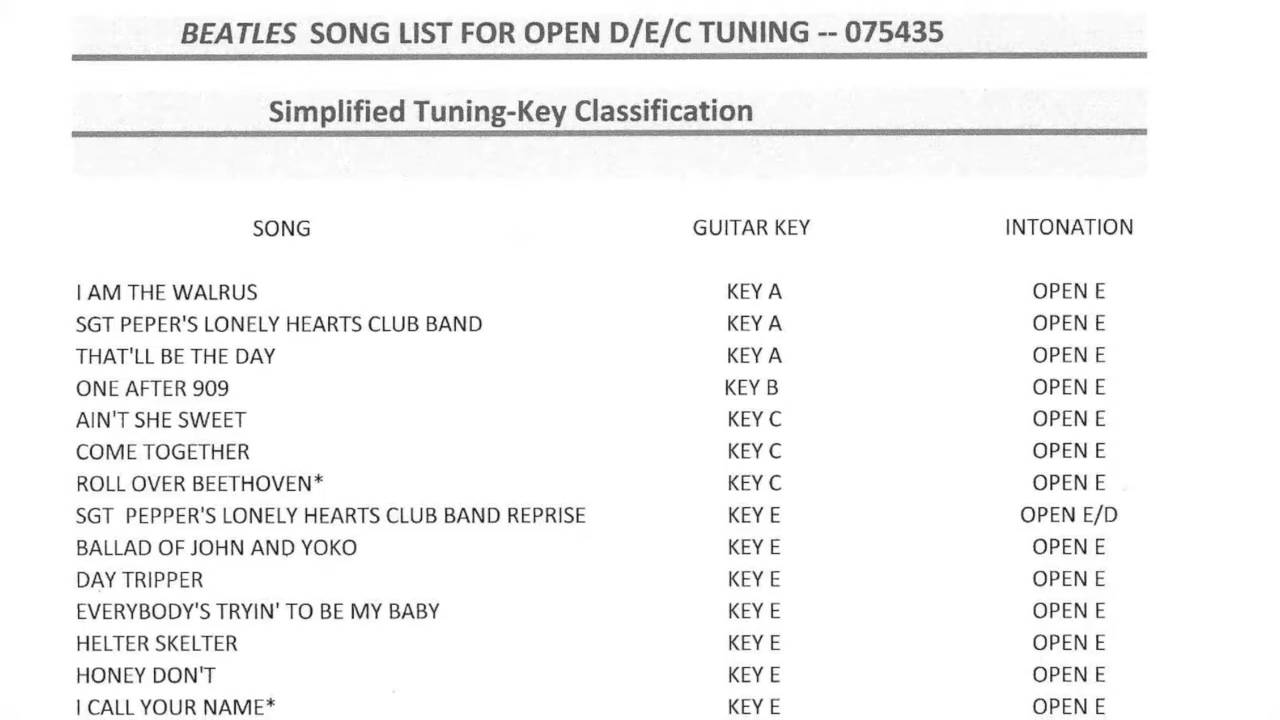 BEATLES SONG LIST FOR OPEN D/E/C TUNING -- 075435
Simplified Tuning-Key Classification
SONG GUITAR KEY INTONATION
I AM THE WALRUS KEY A OPEN E
SGT PEPER'S LONELY HEARTS CLUB BAND KEY A OPEN E
THAT'LL BE THE DAY KEY A OPEN E
ONE AFTER 909 KEY B OPEN E
AIN'T SHE SWEET KEY C OPEN E
COME TOGETHER KEY C OPEN E
ROLL OVER BEETHOVEN* KEY C OPEN E
SGT PEPPER'S LONELY HEARTS CLUB BAND REPRISE KEY E OPEN E/D
BALLAD OF JOHN AND YOKO KEY E OPEN E
DAY TRIPPER KEY E OPEN E
EVERYBODY'S TRYIN' TO BE MY BABY KEY E OPEN E
HELTER SKELTER KEY E OPEN E
HONEY DON'T KEY E OPEN E
I CALL YOUR NAME* KEY E OPEN E